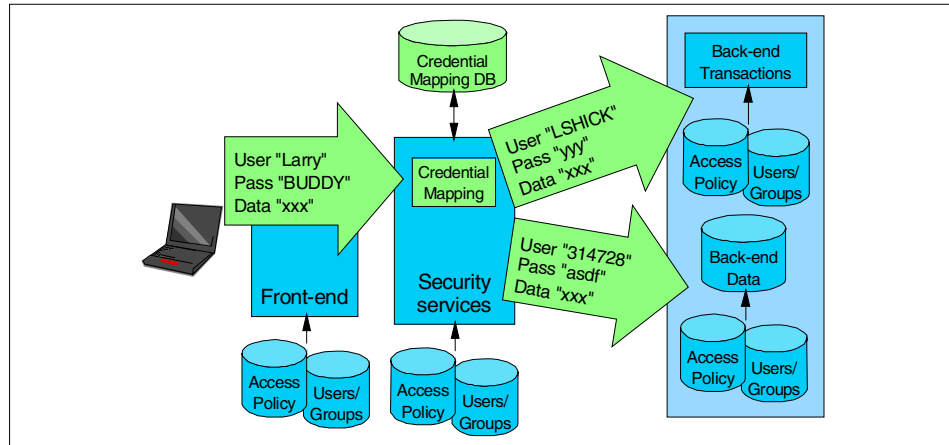 Credential
Mapping DB
User "Larry"
Pass "BUDDY"
Data "xxx"
Credential
Mapping
User "LSHICK"
Pass "yyy"
Data "xxx"
User "314728"
Pass "asdf"
Data "xxx"
Front-end
Security
services
Access
Policy
Users/
Groups
Access
Policy
Users/
Groups
Back-end
Transactions
Access
Policy
Users/
Groups
Back-end
Data
Access
Policy
Users/
Groups